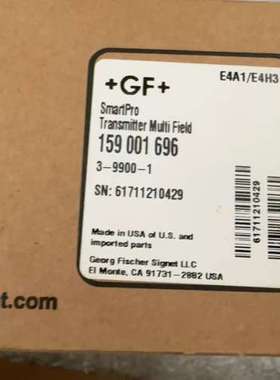 E4A1/E4H3
+GF+
SmartPro
Transmitter Multi Field
159 001 696
3-9900-1
SN: 61711210429
61711210429
Made in USA of U.S. and
imported parts
Georg Fischer Signet LLC
El Monte, CA 91731-2882 USA
et.com